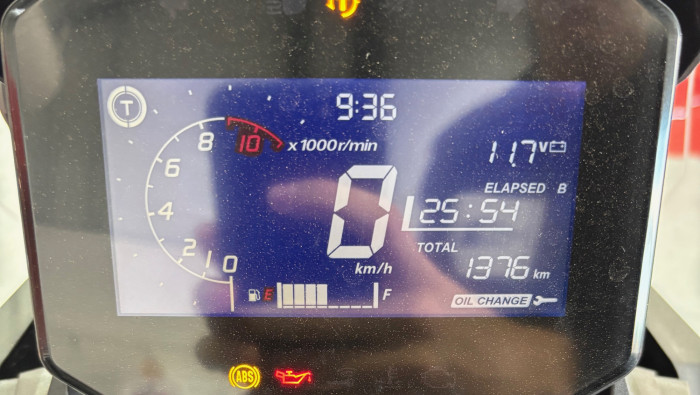 T
9:36
8
10
x 1000r/min
6
4
2
1
0
11.7V
ELAPSED B
25:54
0
km/h
TOTAL
1376 km
E
F
OIL CHANGE
ABS